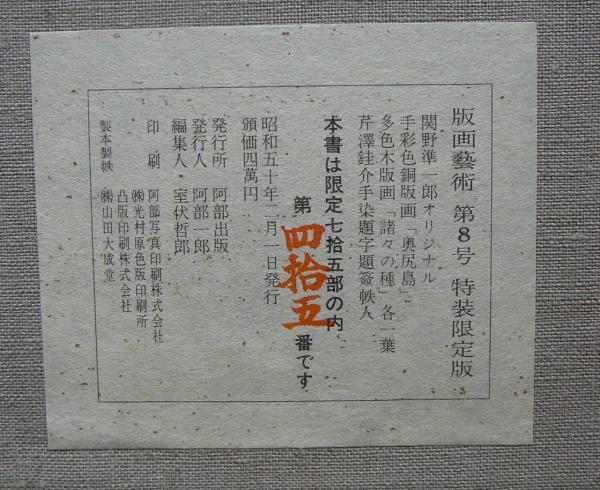 版画藝術 第8号 特装限定版
関野準一郎オリジナル
手彩色銅版画「奥尻島」
多色木版画「諸々の種」各一葉
芹澤銈介手染題字題簽帙入
本書は限定七拾五部の内
第 四拾五 番です
昭和五十年二月一日発行
頒価四萬円
発行所 阿部出版
発行人 阿部一郎
編集人 室伏哲郎
印刷 阿部写真印刷株式会社
㈱光村原色版印刷所
凸版印刷株式会社
製本製帙 ㈱山田大成堂